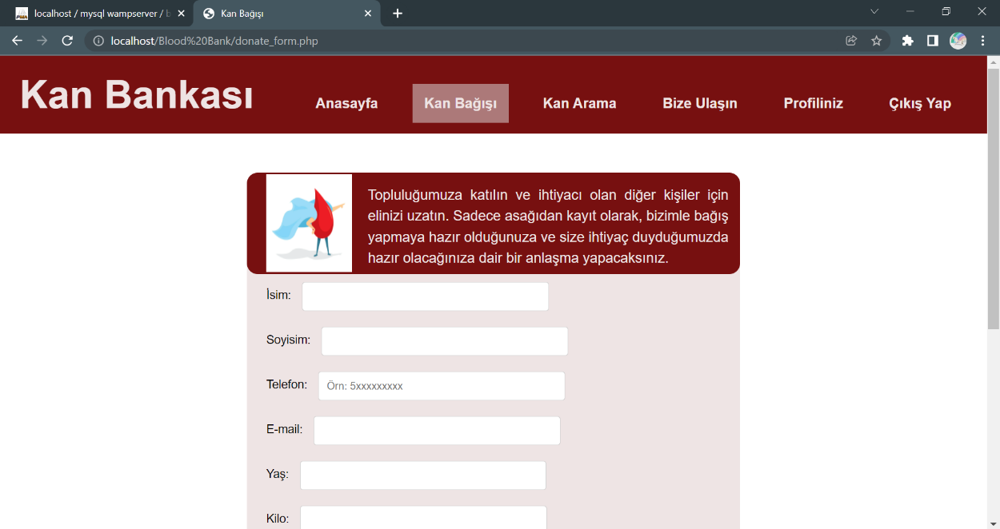 localhost / mysql wampserver / b
Kan Bağışı
localhost/Blood%20Bank/donate_form.php
Kan Bankası
Anasayfa
Kan Bağışı
Kan Arama
Bize Ulaşın
Profiliniz
Çıkış Yap
Topluluğumuza katılın ve ihtiyacı olan diğer kişiler için
elinizi uzatın. Sadece asağıdan kayıt olarak, bizimle bağış
yapmaya hazır olduğunuza ve size ihtiyaç duyduğumuzda
hazır olacağınıza dair bir anlaşma yapacaksınız.
İsim:
Soyisim:
Telefon: Örn: 5xxxxxxxxx
E-mail:
Yaş:
Kilo: